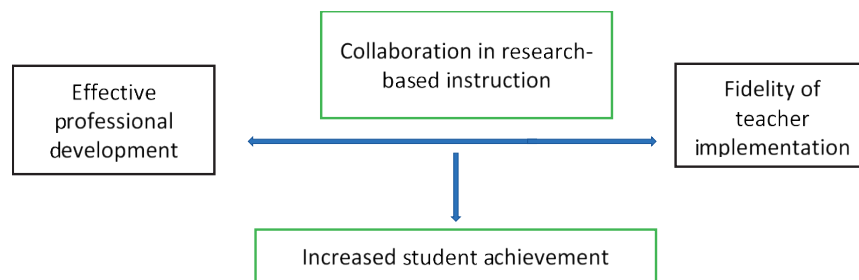 Collaboration in research-
based instruction
Effective
professional
development
Fidelity of
teacher
implementation
Increased student achievement